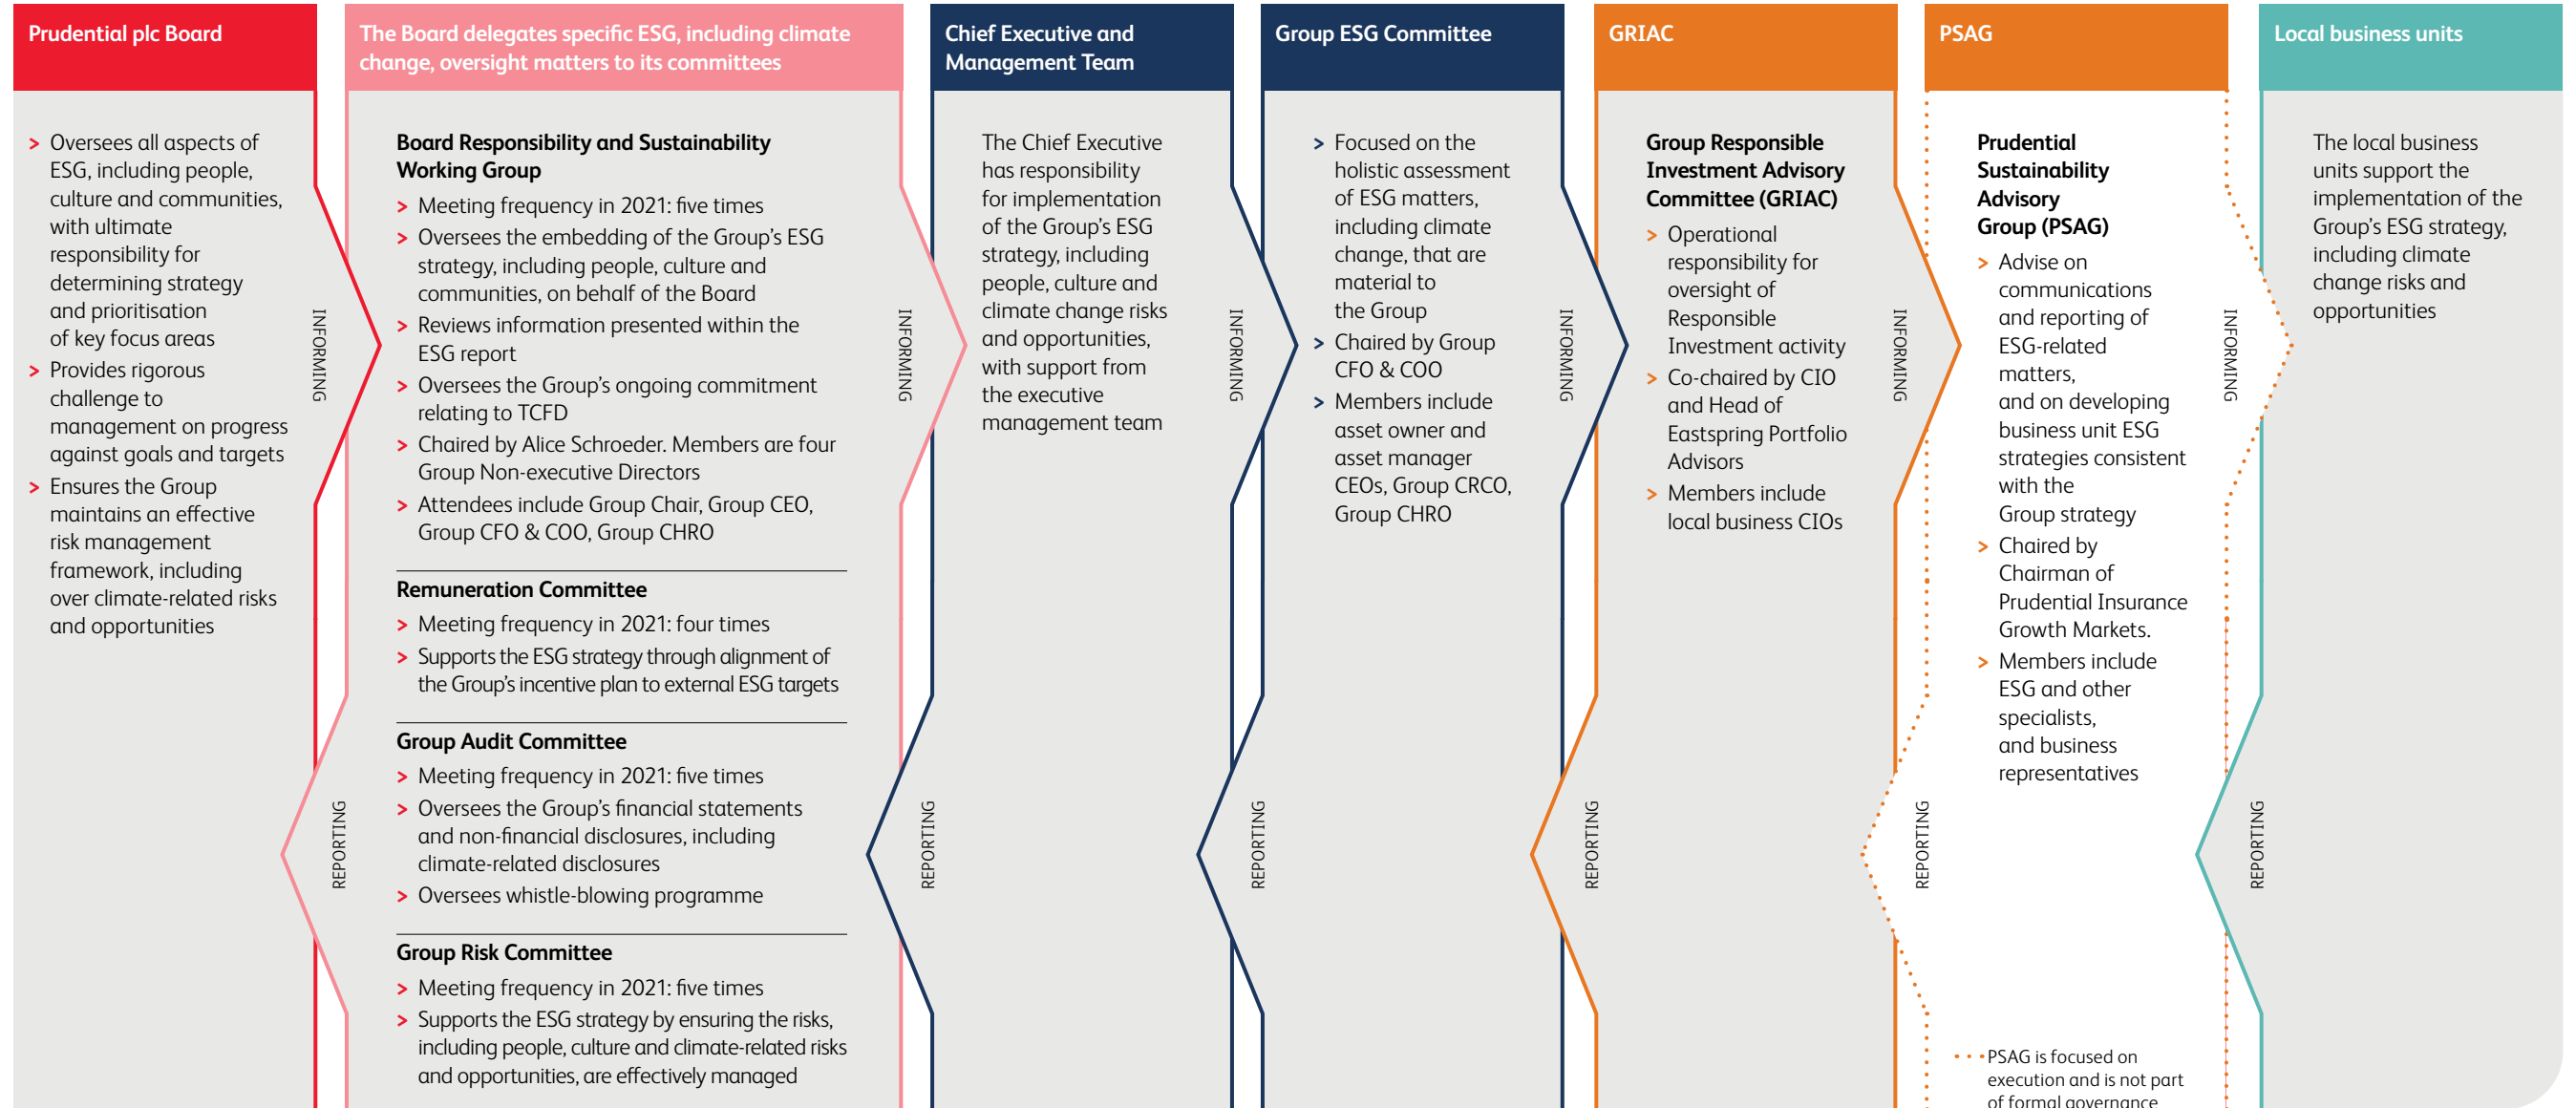 Prudential plc Board
> Oversees all aspects of
ESG, including people,
culture and communities,
with ultimate
responsibility for
determining strategy
and prioritisation
of key focus areas
> Provides rigorous
challenge to
management on progress
against goals and targets
> Ensures the Group
maintains an effective
risk management
framework, including
over climate-related risks
and opportunities
INFORMING
REPORTING
The Board delegates specific ESG, including climate
change, oversight matters to its committees
Board Responsibility and Sustainability
Working Group
> Meeting frequency in 2021: five times
> Oversees the embedding of the Group’s ESG
strategy, including people, culture and
communities, on behalf of the Board
> Reviews information presented within the
ESG report
> Oversees the Group’s ongoing commitment
relating to TCFD
> Chaired by Alice Schroeder. Members are four
Group Non-executive Directors
> Attendees include Group Chair, Group CEO,
Group CFO & COO, Group CHRO
Remuneration Committee
> Meeting frequency in 2021: four times
> Supports the ESG strategy through alignment of
the Group’s incentive plan to external ESG targets
Group Audit Committee
> Meeting frequency in 2021: five times
> Oversees the Group’s financial statements
and non-financial disclosures, including
climate-related disclosures
> Oversees whistle-blowing programme
Group Risk Committee
> Meeting frequency in 2021: five times
> Supports the ESG strategy by ensuring the risks,
including people, culture and climate-related risks
and opportunities, are effectively managed
INFORMING
REPORTING
Chief Executive and
Management Team
The Chief Executive
has responsibility
for implementation
of the Group’s ESG
strategy, including
people, culture and
climate change risks
and opportunities,
with support from
the executive
management team
INFORMING
REPORTING
Group ESG Committee
> Focused on the
holistic assessment
of ESG matters,
including climate
change, that are
material to
the Group
> Chaired by Group
CFO & COO
> Members include
asset owner and
asset manager
CEOs, Group CRCO,
Group CHRO
INFORMING
REPORTING
GRIAC
Group Responsible
Investment Advisory
Committee (GRIAC)
> Operational
responsibility for
oversight of
Responsible
Investment activity
> Co-chaired by CIO
and Head of
Eastspring Portfolio
Advisors
> Members include
local business CIOs
INFORMING
REPORTING
PSAG
Prudential
Sustainability
Advisory
Group (PSAG)
> Advise on
communications
and reporting of
ESG-related
matters,
and on developing
business unit ESG
strategies consistent
with the
Group strategy
> Chaired by
Chairman of
Prudential Insurance
Growth Markets.
> Members include
ESG and other
specialists,
and business
representatives
PSAG is focused on
execution and is not part
of formal governance
INFORMING
REPORTING
Local business units
The local business
units support the
implementation of the
Group’s ESG strategy,
including climate
change risks and
opportunities